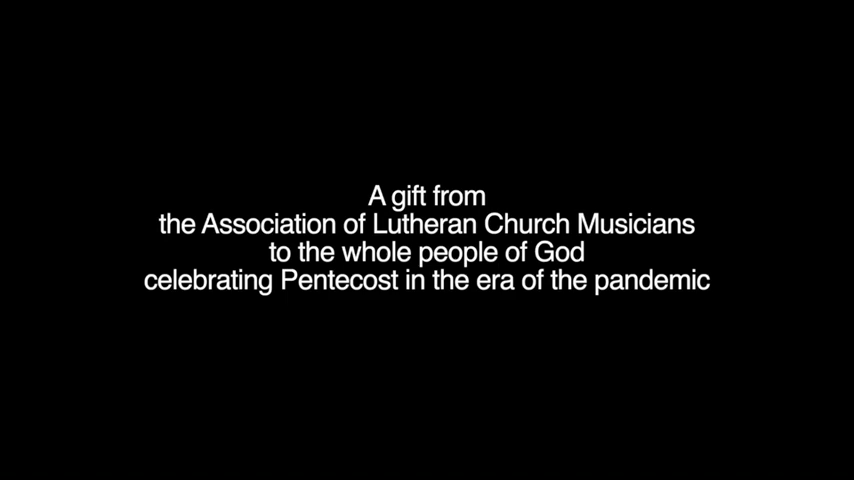 A gift from
the Association of Lutheran Church Musicians
to the whole people of God
celebrating Pentecost in the era of the pandemic